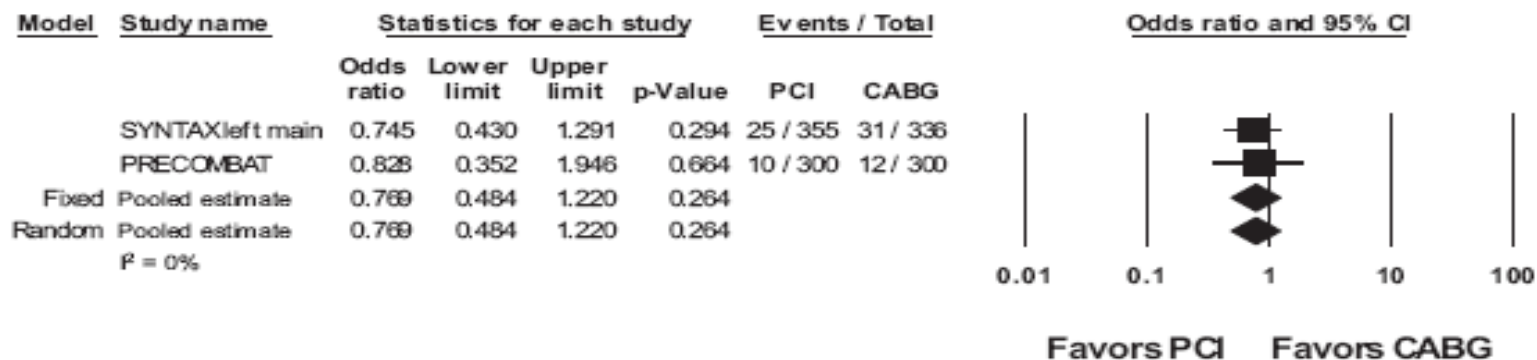 Model Study name Statistics for each study Events / Total Odds ratio and 95% CI
Odds ratio Lower limit Upper limit p-Value PCI CABG
SYNTAX left main 0.745 0.430 1.291 0.294 25 / 355 31 / 336
PRECOMBAT 0.828 0.352 1.946 0.664 10 / 300 12 / 300
Fixed Pooled estimate 0.769 0.484 1.220 0.264
Random Pooled estimate 0.769 0.484 1.220 0.264
I² = 0%
0.01 0.1 1 10 100
Favors PCI Favors CABG